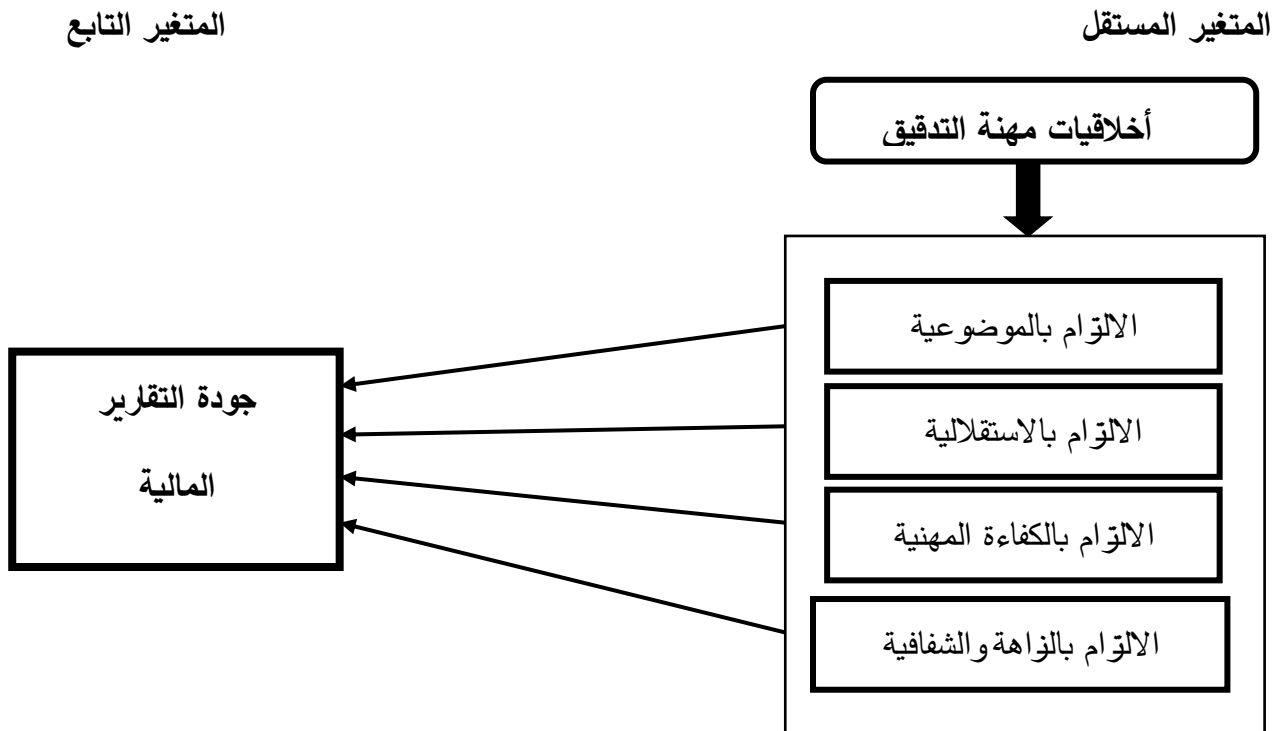 المتغير المستقل
المتغير التابع
أخلاقيات مهنة التدقيق
الالتزام بالموضوعية
الالتزام بالاستقلالية
الالتزام بالكفاءة المهنية
الالتزام بالنزاهة والشفافية
جودة التقارير
المالية